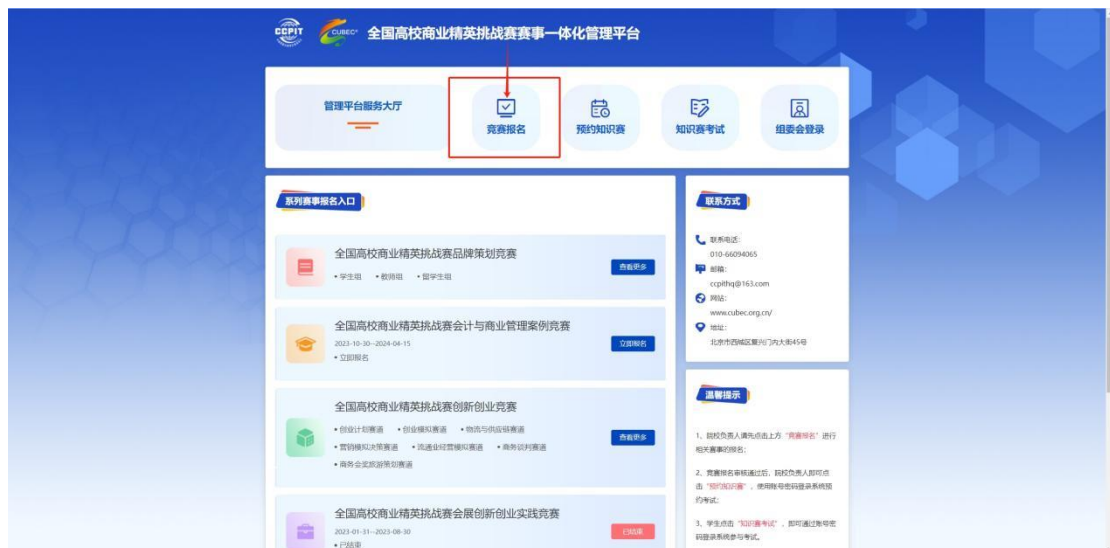 CCPIT CUBEC 全国高校商业精英挑战赛赛事一体化管理平台
管理平台服务大厅
竞赛报名
预约知识赛
知识赛考试
组委会登录
系列赛事报名入口
全国高校商业精英挑战赛品牌策划竞赛
• 学生组 • 教师组 • 留学生组
查看更多
全国高校商业精英挑战赛会计与商业管理案例竞赛
2023-10-30--2024-04-15
• 立即报名
立即报名
全国高校商业精英挑战赛创新创业竞赛
• 创业计划赛道 • 创业模拟赛道 • 物流与供应链赛道
• 营销模拟决策赛道 • 流通业经营模拟赛道 • 商务谈判赛道
• 商务会奖旅游策划赛道
查看更多
全国高校商业精英挑战赛会展创新创业实践竞赛
2023-01-31--2023-08-30
• 已结束
已结束
联系方式
联系电话:
010-66094065
邮箱:
ccpithq@163.com
网站:
www.cubec.org.cn/
地址:
北京市西城区复兴门内大街45号
温馨提示
1、院校负责人请先点击上方“竞赛报名”进行
相关赛事的报名;
2、竞赛报名审核通过后,院校负责人即可点
击“预约知识赛”,使用账号密码登录系统预
约考试;
3、学生点击“知识赛考试”,即可通过账号密
码登录系统参与考试。